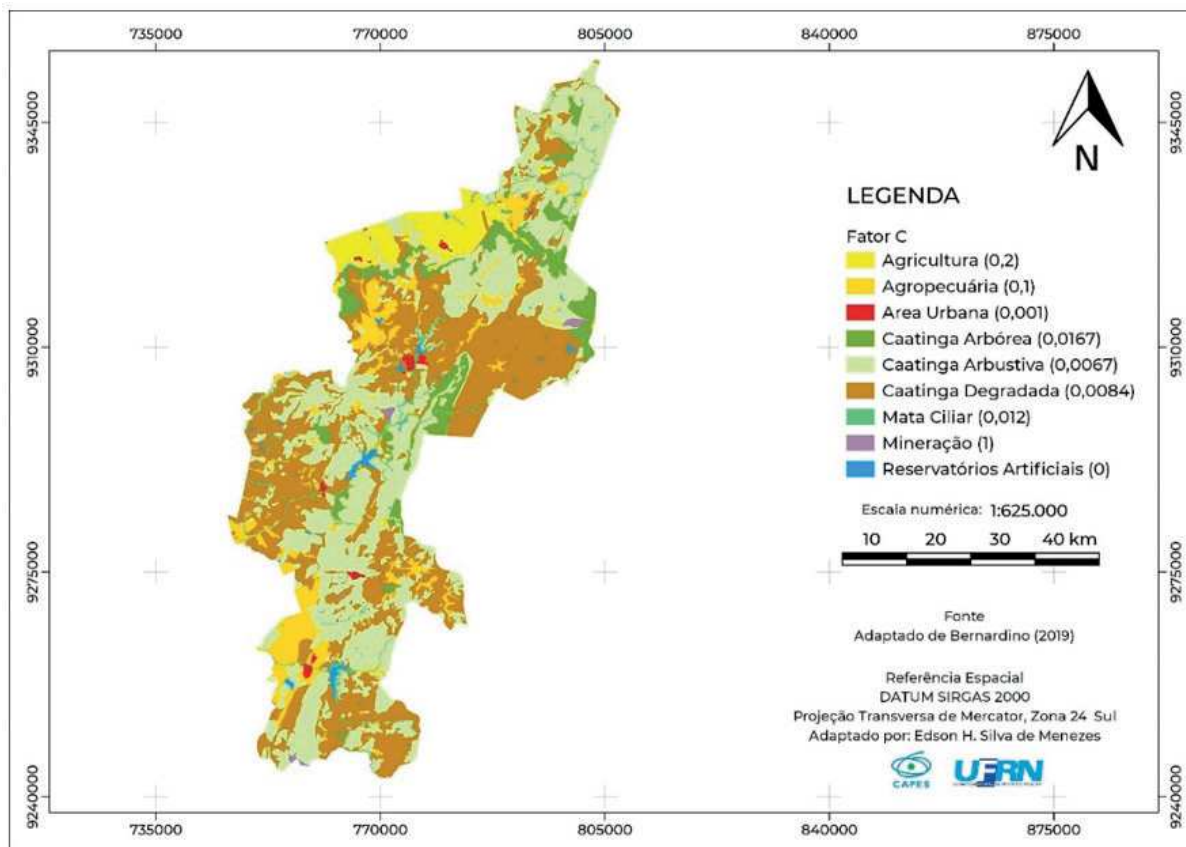 735000 770000 805000 840000 875000
9345000 9345000
9310000 9310000
9275000 9275000
9240000 9240000
N
LEGENDA
Fator C
Agricultura (0,2)
Agropecuária (0,1)
Area Urbana (0,001)
Caatinga Arbórea (0,0167)
Caatinga Arbustiva (0,0067)
Caatinga Degradada (0,0084)
Mata Ciliar (0,012)
Mineração (1)
Reservatórios Artificiais (0)
Escala numérica: 1:625.000
10 20 30 40 km
Fonte
Adaptado de Bernardino (2019)
Referência Espacial
DATUM SIRGAS 2000
Projeção Transversa de Mercator, Zona 24 Sul
Adaptado por: Edson H. Silva de Menezes
CAPES UFRN
735000 770000 805000 840000 875000